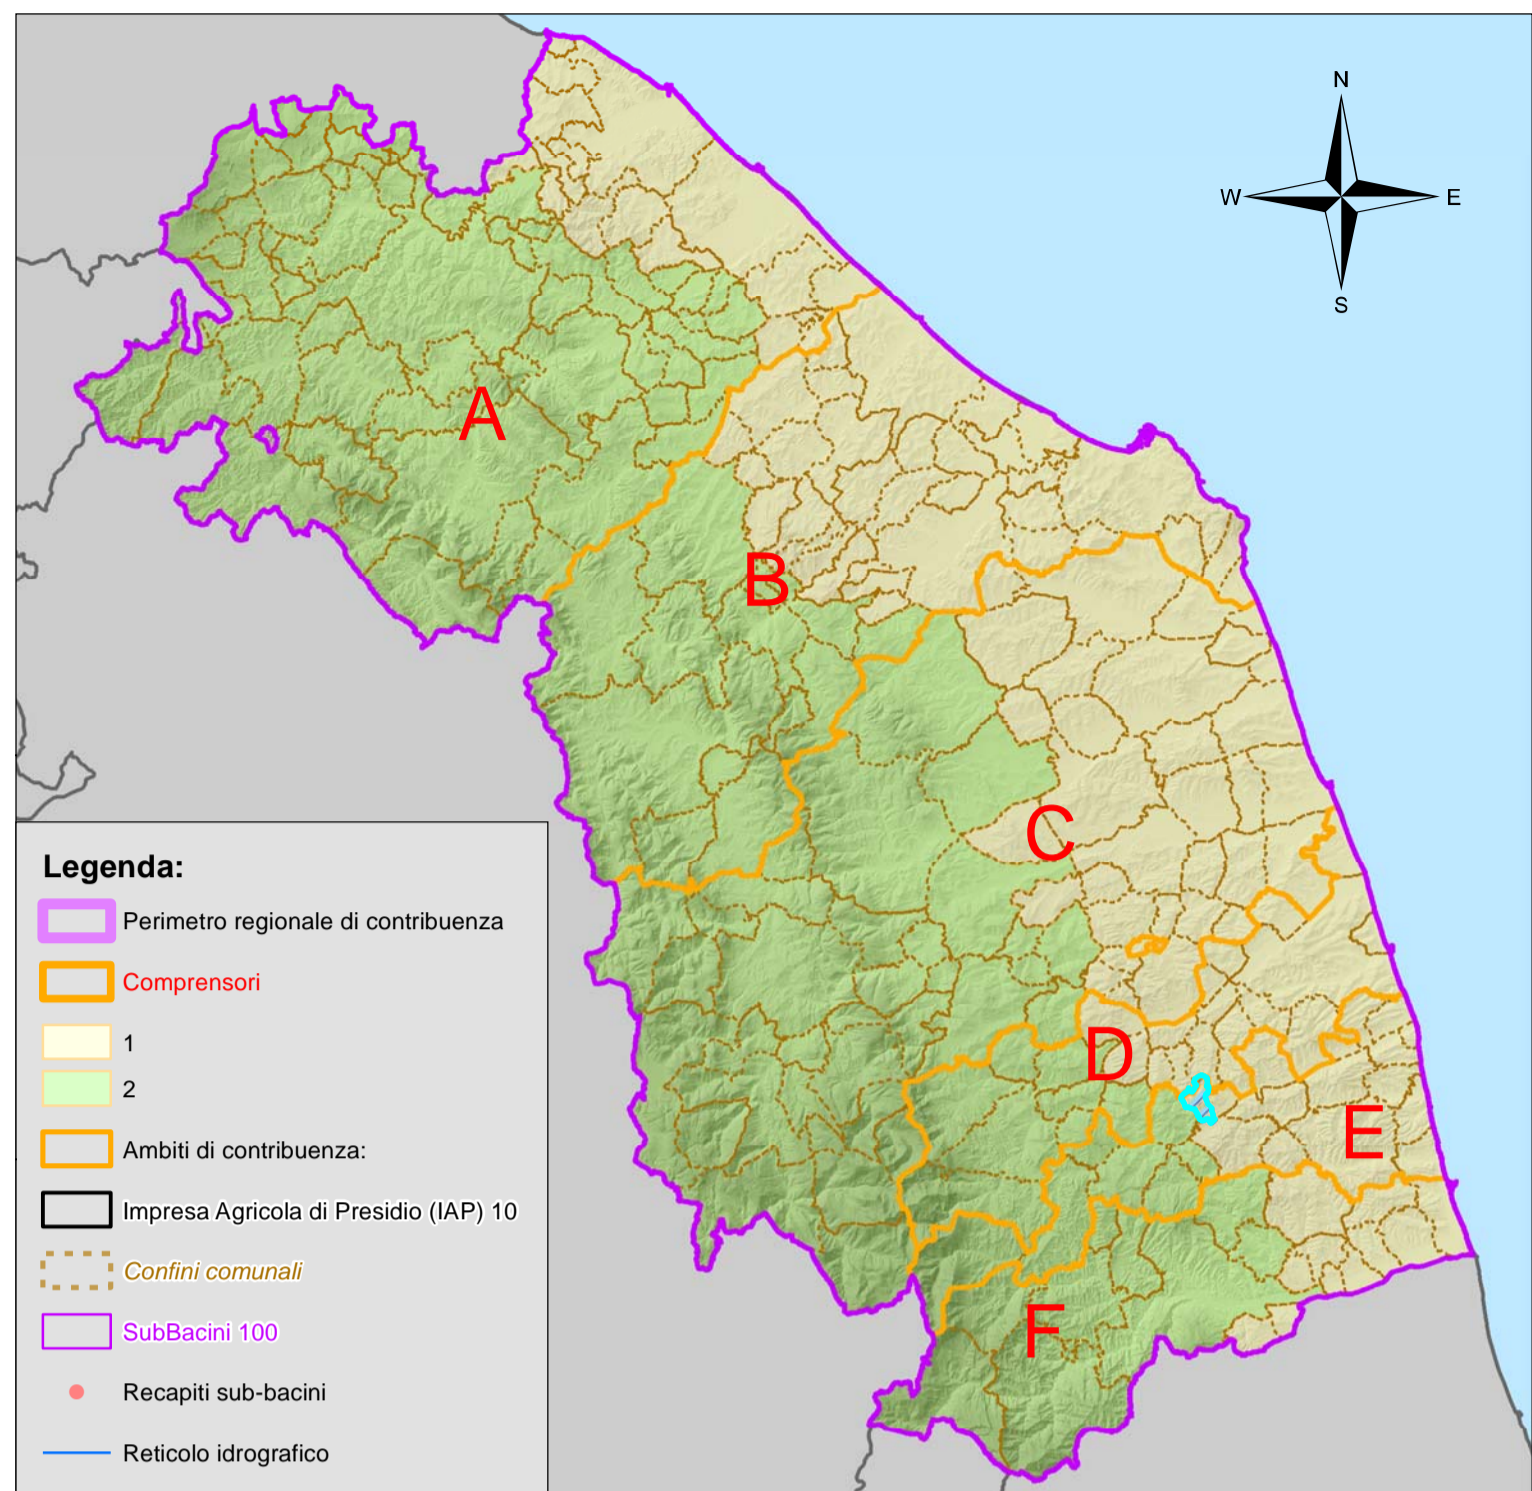 N
W E
S
A
B
C
D
E
F
Legenda:
Perimetro regionale di contribuenza
Comprensori
1
2
Ambiti di contribuenza:
Impresa Agricola di Presidio (IAP) 10
Confini comunali
SubBacini 100
Recapiti sub-bacini
Reticolo idrografico